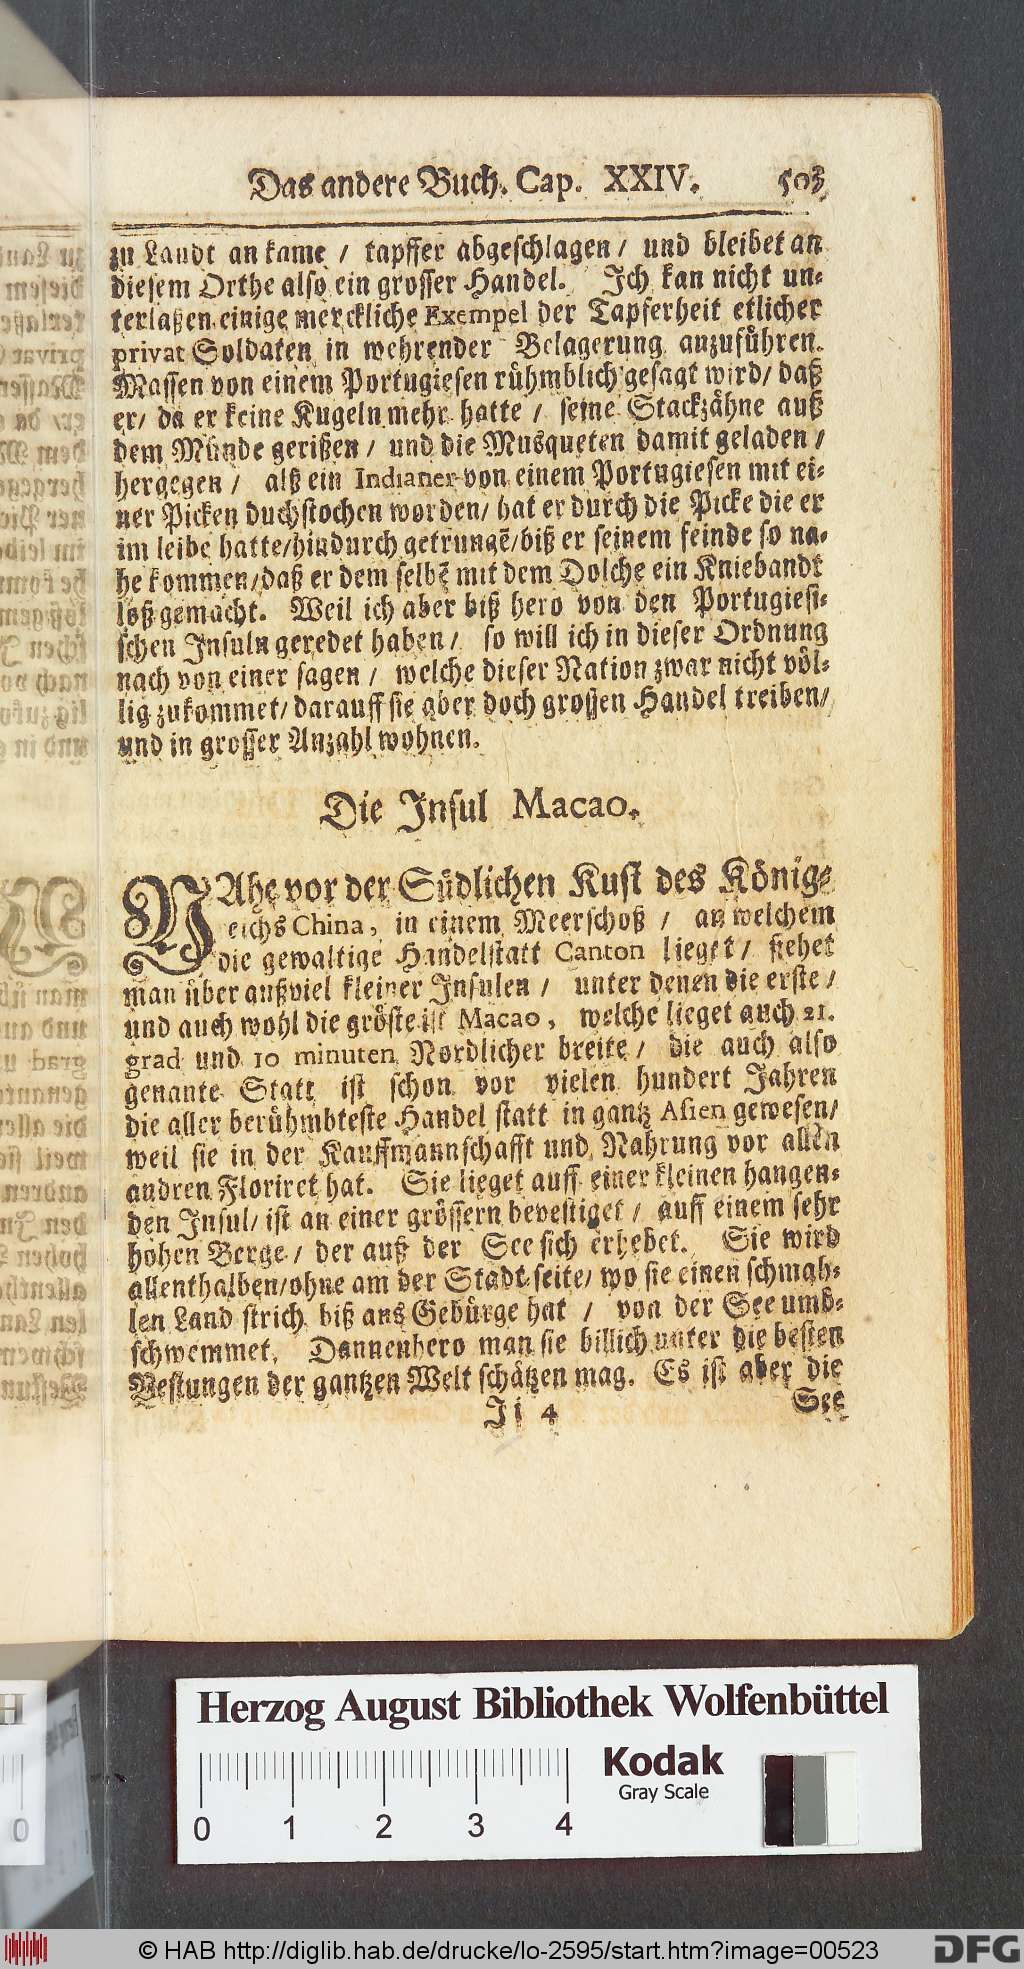 Das andere Buch. Cap. XXIV. 503
zu Landt an kame / tapffer abgeschlagen / und bleibet an
diesem Orthe also ein grosser Handel. Ich kan nicht un-
terlaßen einige merckliche Exempel der Tapferheit etlicher
privat Soldaten in wehrender Belagerung anzuführen.
Massen von einem Portugiesen rühmblich gesagt wird / daß
er / da er keine Kugeln mehr hatte / seine Stackzähne auß
dem Munde gerißen / und die Musqueten damit geladen /
hergegen / alß ein Indianer von einem Portugiesen mit ei-
ner Picken duchstochen worden / hat er durch die Picke die er
im leibe hatte / hindurch getrungẽ / biß er seinem feinde so na-
he kommen / daß er dem selbẽ mit dem Dolche ein Kniebandt
loß gemacht. Weil ich aber biß hero von den Portugiesi-
schen Insuln geredet haben / so will ich in dieser Ordnung
nach von einer sagen / welche dieser Nation zwar nicht völ-
lig zukommet / darauff sie aber doch grossen Handel treiben /
und in grosser Anzahl wohnen.
Die Insul Macao.
NAhe vor der Südlichen Kust des König-
reichs China, in einem Meerschoß / an welchem
die gewaltige Handelstatt Canton lieget / stehet
man über außviel kleiner Insulen / unter denen die erste /
und auch wohl die gröste ist Macao, welche lieget auch 21.
grad und 10 minuten Nordlicher breite / die auch also
genante Statt ist schon vor vielen hundert Jahren
die aller berühmbteste Handel statt in gantz Asien gewesen /
weil sie in der Kauffmannschafft und Nahrung vor allen
andren Floriret hat. Sie lieget auff einer kleinen hangen-
den Insul / ist an einer grössern bevestiget / auff einem sehr
hohen Berge / der auß der See sich erhebet. Sie wird
allenthalben / ohne am der Stadt-seite / wo sie einen schmah-
len Land strich biß ans Gebürge hat / von der See umb-
schwemmet. Dannenhero man sie billich unter die besten
Vestungen der gantzen Welt schätzen mag. Es ist aber die
Ji 4 See
Herzog August Bibliothek Wolfenbüttel
Kodak
Gray Scale
0 1 2 3 4
© HAB http://diglib.hab.de/drucke/lo-2595/start.htm?image=00523
DFG